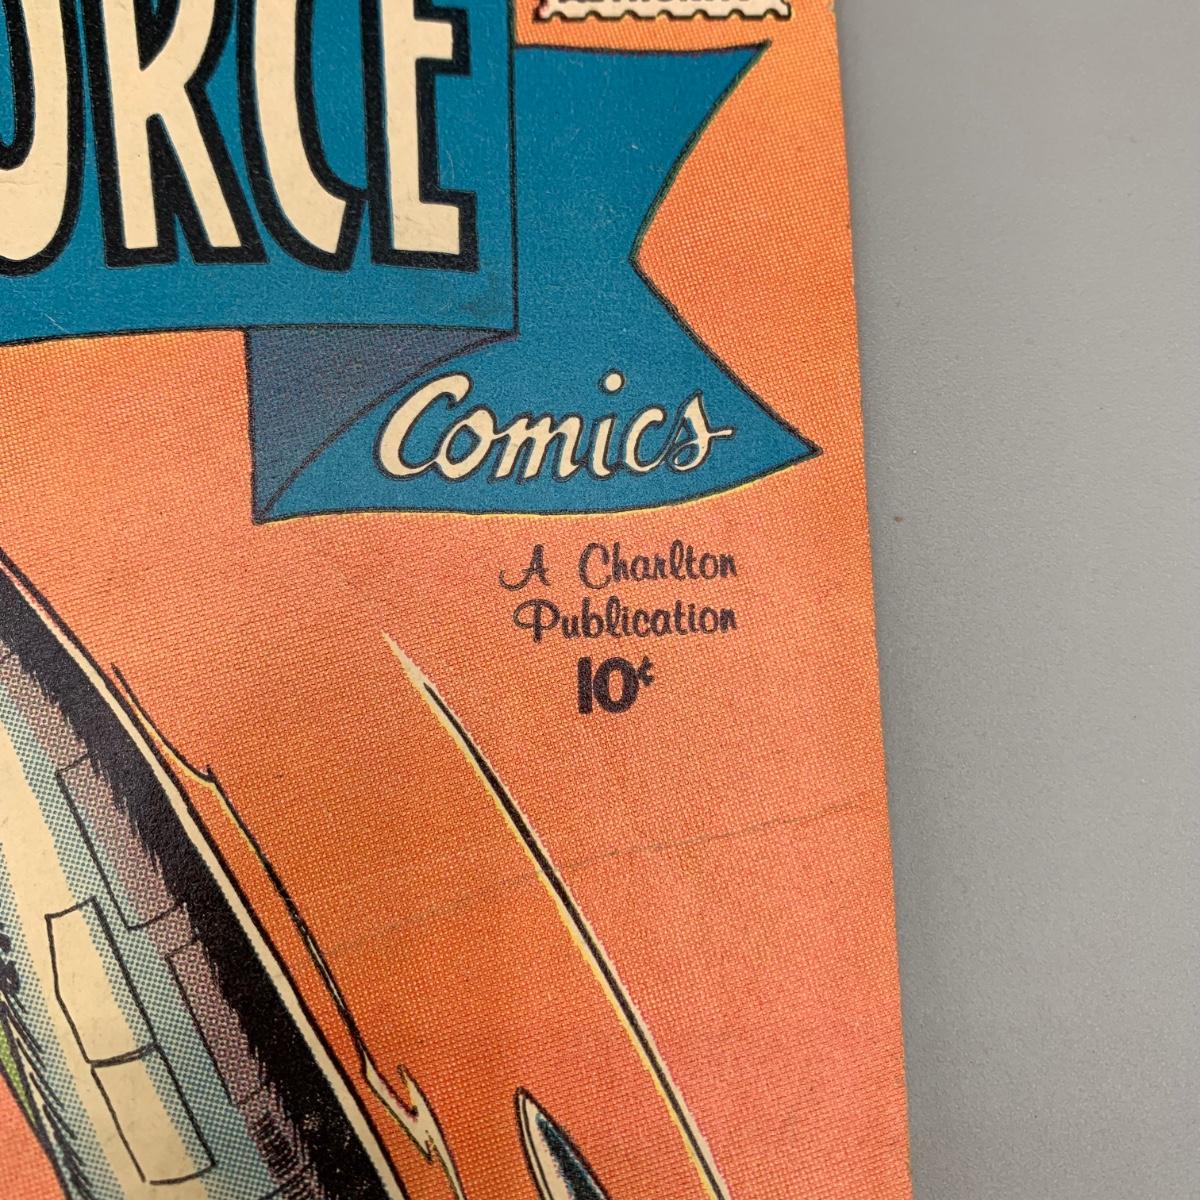 ORCE
Comics
A Charlton
Publication
10¢